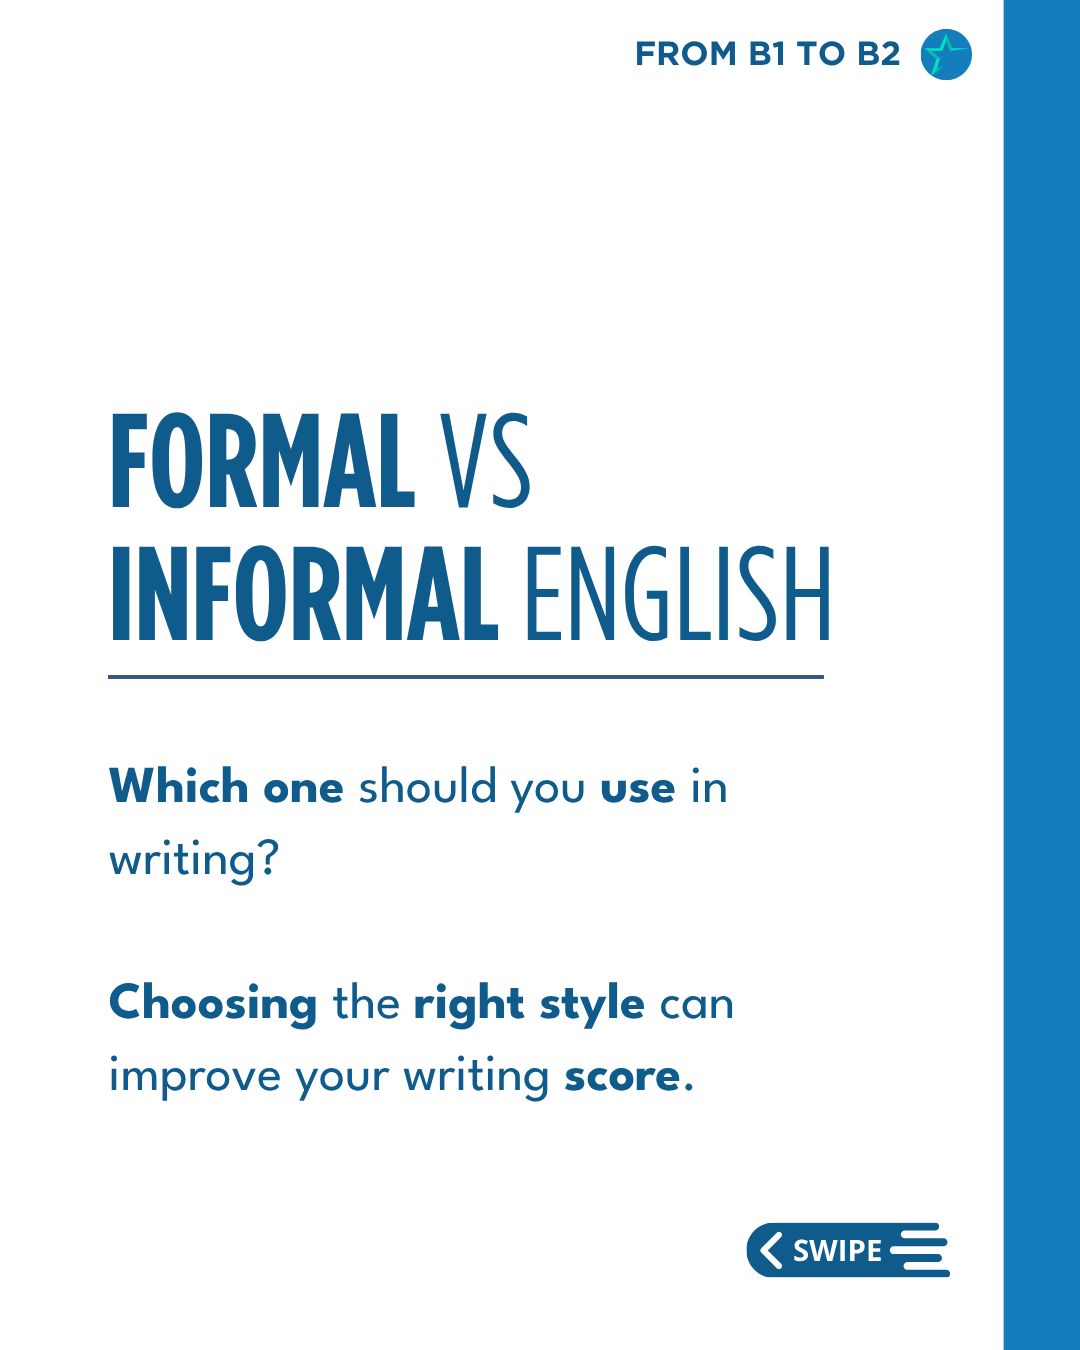 FROM B1 TO B2
FORMAL VS
INFORMAL ENGLISH
Which one should you use in
writing?
Choosing the right style can
improve your writing score.
SWIPE